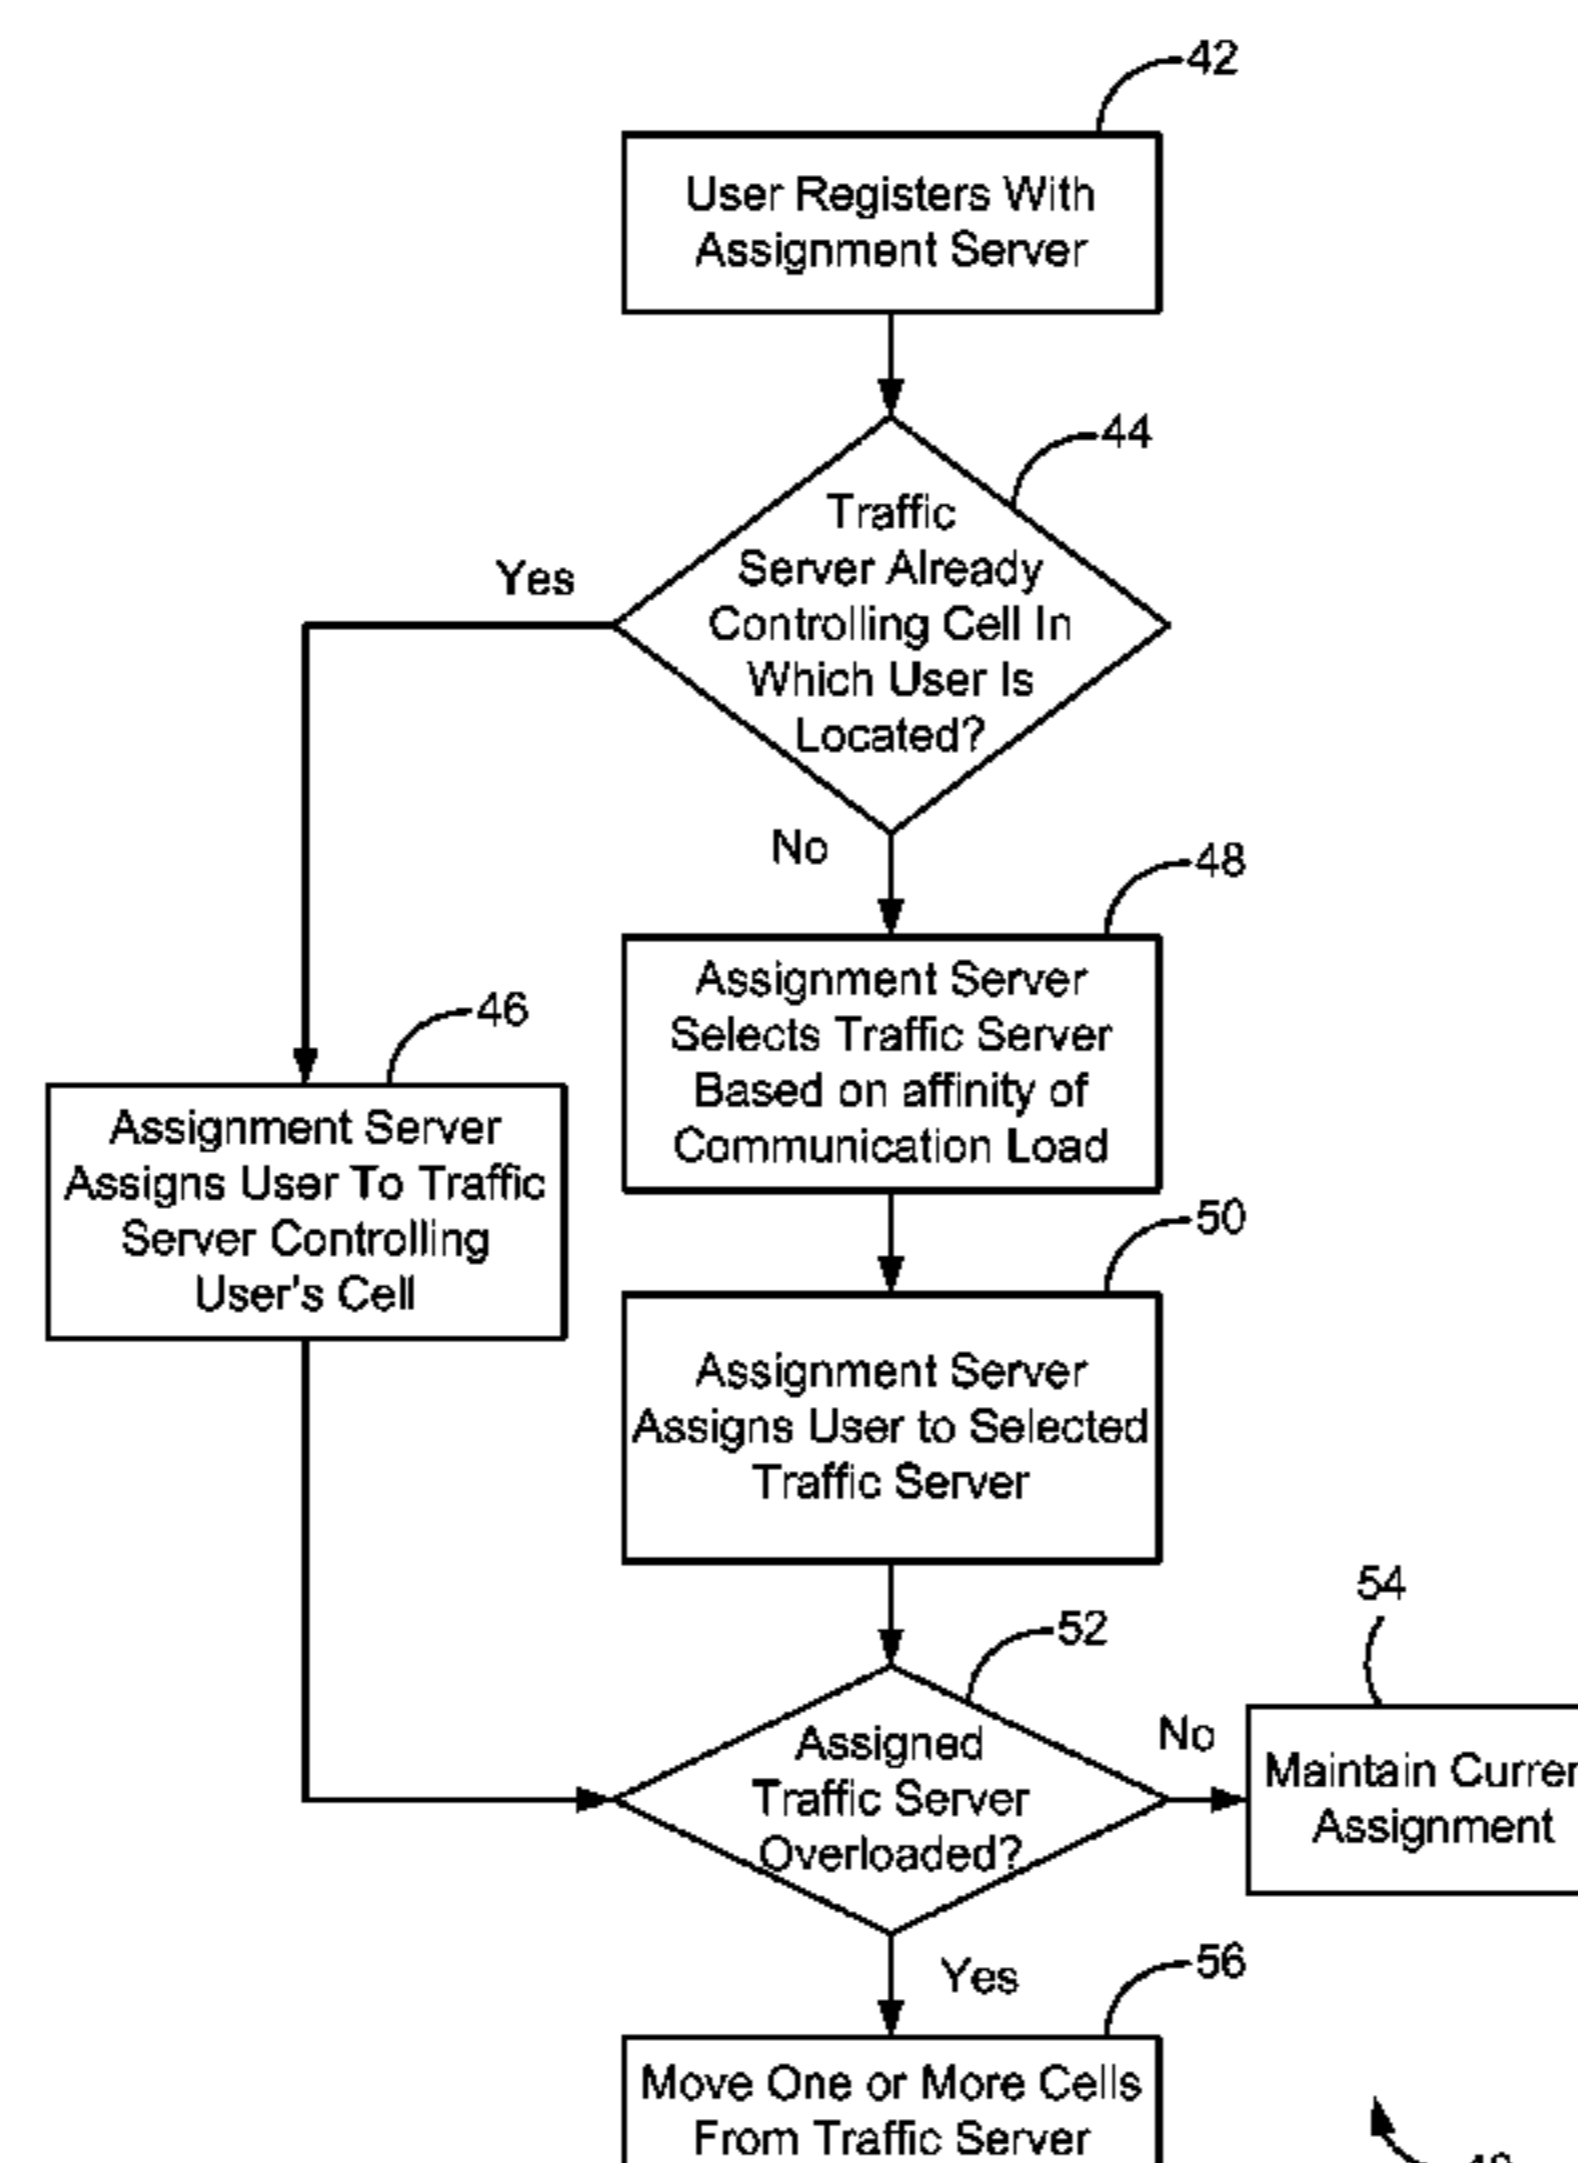 42
User Registers With
Assignment Server
44
Traffic
Server Already
Controlling Cell In
Which User Is
Located?
Yes
No
48
Assignment Server
Selects Traffic Server
Based on affinity of
Communication Load
46
Assignment Server
Assigns User To Traffic
Server Controlling
User's Cell
50
Assignment Server
Assigns User to Selected
Traffic Server
52
Assigned
Traffic Server
Overloaded?
No
54
Maintain
Assignment
Yes
56
Move One or More Cells
From Traffic Server